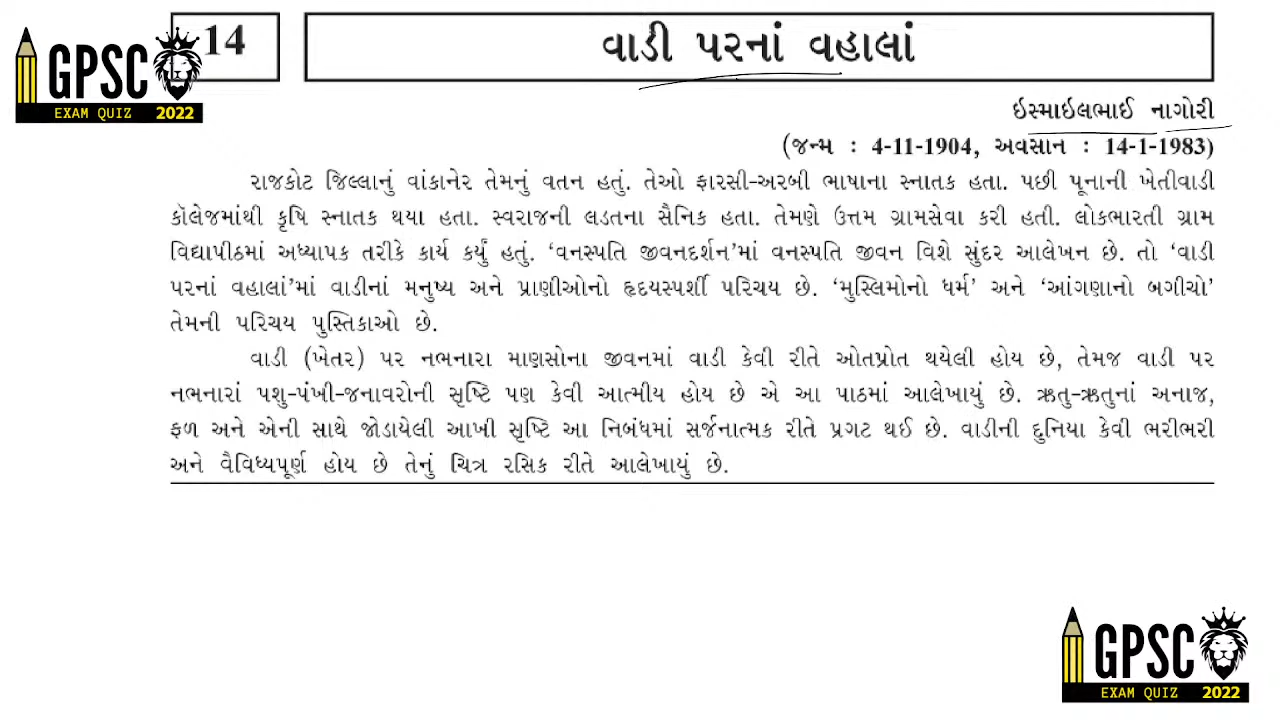 GPSC
EXAM QUIZ 2022
14
વાડી પરનાં વહાલાં
ઇસ્માઇલભાઈ નાગોરી
(જન્મ : 4-11-1904, અવસાન : 14-1-1983)
રાજકોટ જિલ્લાનું વાંકાનેર તેમનું વતન હતું. તેઓ ફારસી-અરબી ભાષાના સ્નાતક હતા. પછી પૂનાની ખેતીવાડી
કૉલેજમાંથી કૃષિ સ્નાતક થયા હતા. સ્વરાજની લડતના સૈનિક હતા. તેમણે ઉત્તમ ગ્રામસેવા કરી હતી. લોકભારતી ગ્રામ
વિદ્યાપીઠમાં અધ્યાપક તરીકે કાર્ય કર્યું હતું. ‘વનસ્પતિ જીવનદર્શન’માં વનસ્પતિ જીવન વિશે સુંદર આલેખન છે. તો ‘વાડી
પરનાં વહાલાં’માં વાડીનાં મનુષ્ય અને પ્રાણીઓનો હૃદયસ્પર્શી પરિચય છે. ‘મુસ્લિમોનો ધર્મ’ અને ‘આંગણાનો બગીચો’
તેમની પરિચય પુસ્તિકાઓ છે.
વાડી (ખેતર) પર નભનારા માણસોના જીવનમાં વાડી કેવી રીતે ઓતપ્રોત થયેલી હોય છે, તેમજ વાડી પર
નભનારાં પશુ-પંખી-જનાવરોની સૃષ્ટિ પણ કેવી આત્મીય હોય છે એ આ પાઠમાં આલેખાયું છે. ઋતુ-ઋતુનાં અનાજ,
ફળ અને એની સાથે જોડાયેલી આખી સૃષ્ટિ આ નિબંધમાં સર્જનાત્મક રીતે પ્રગટ થઈ છે. વાડીની દુનિયા કેવી ભરીભરી
અને વૈવિધ્યપૂર્ણ હોય છે તેનું ચિત્ર રસિક રીતે આલેખાયું છે.
GPSC
EXAM QUIZ 2022